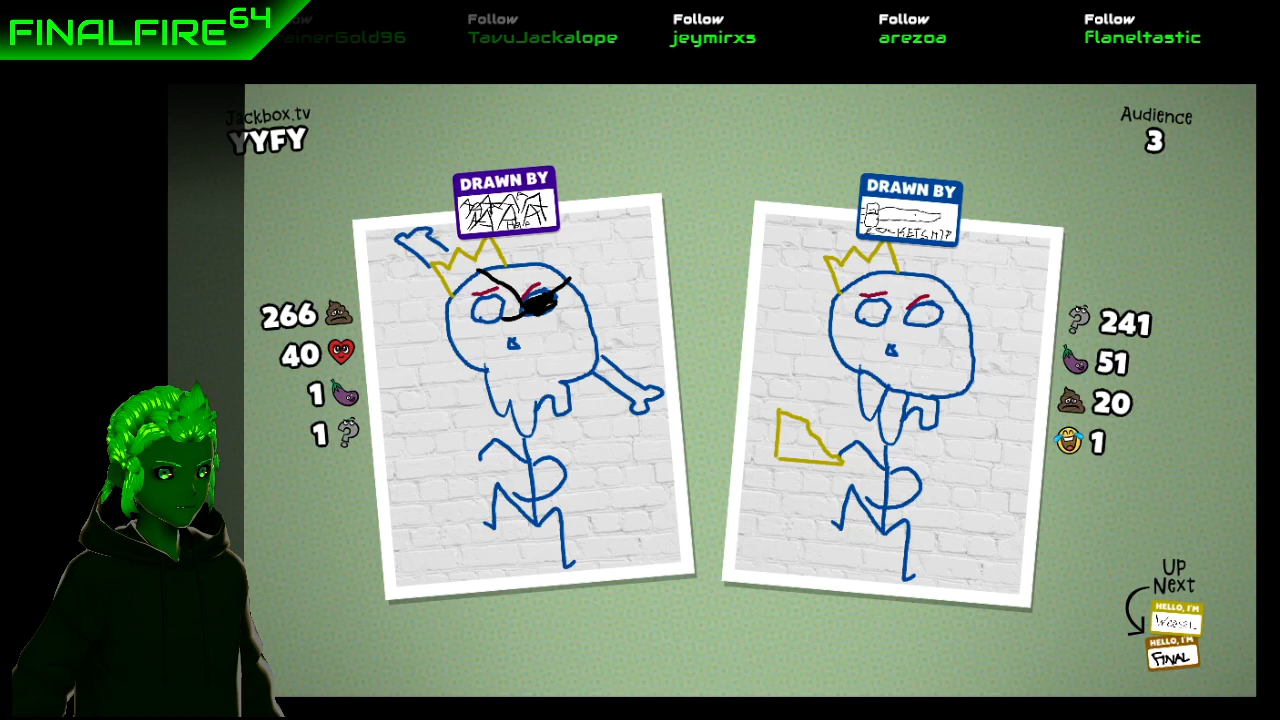 FINALFIRE64
Follow
Follow
Follow
Follow
TavuJackalope
jeymirxs
arezoa
Flaneltastic
Jackbox.tv
YYFY
Audience
3
DRAWN BY
DRAWN BY
266
40
1
1
241
51
20
1
UP
Next
HELLO, I'M
Weasel
HELLO, I'M
FINAL